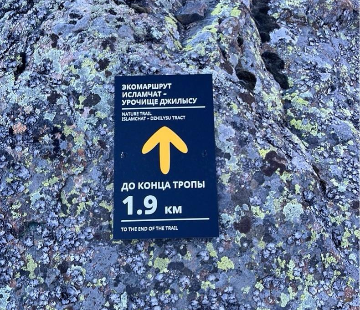 ЭКОМАРШРУТ
ИСЛАМЧАТ –
УРОЧИЩЕ ДЖИЛЫСУ
NATURE TRAIL
ISLAMCHAT – DZHILYSU TRACT
ДО КОНЦА ТРОПЫ
1.9 КМ
TO THE END OF THE TRAIL